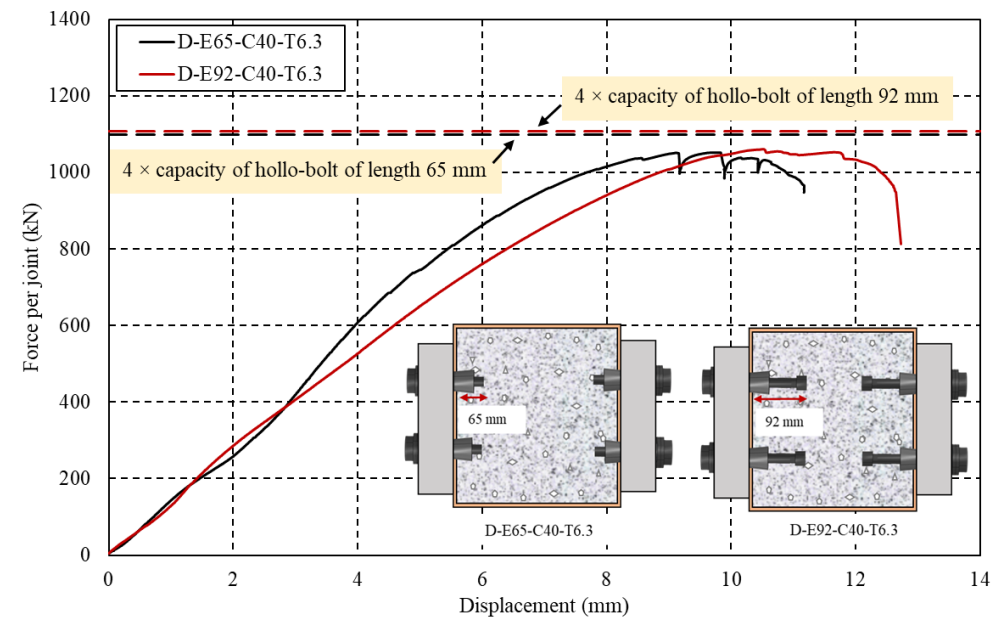 1400
1200
1000
800
600
400
200
0
Force per joint (kN)
D-E65-C40-T6.3
D-E92-C40-T6.3
4 × capacity of hollo-bolt of length 92 mm
4 × capacity of hollo-bolt of length 65 mm
65 mm
92 mm
D-E65-C40-T6.3
D-E92-C40-T6.3
0 2 4 6 8 10 12 14
Displacement (mm)